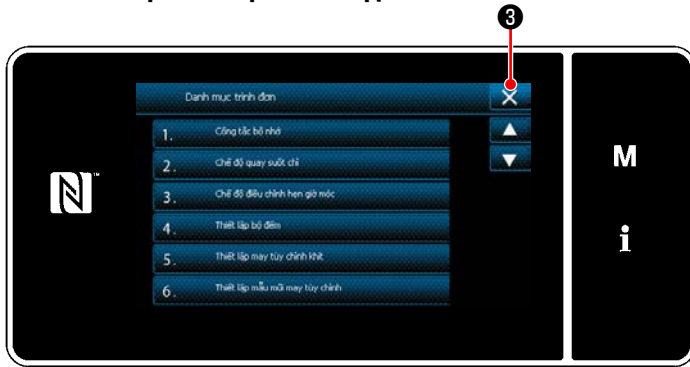 ❸
Danh mục trình đơn
1. Công tắc bộ nhớ
2. Chế độ quay suốt chỉ
3. Chế độ điều chỉnh hẹn giờ móc
4. Thiết lập bộ đếm
5. Thiết lập may tùy chỉnh khít
6. Thiết lập mẫu mũi may tùy chỉnh
M
i